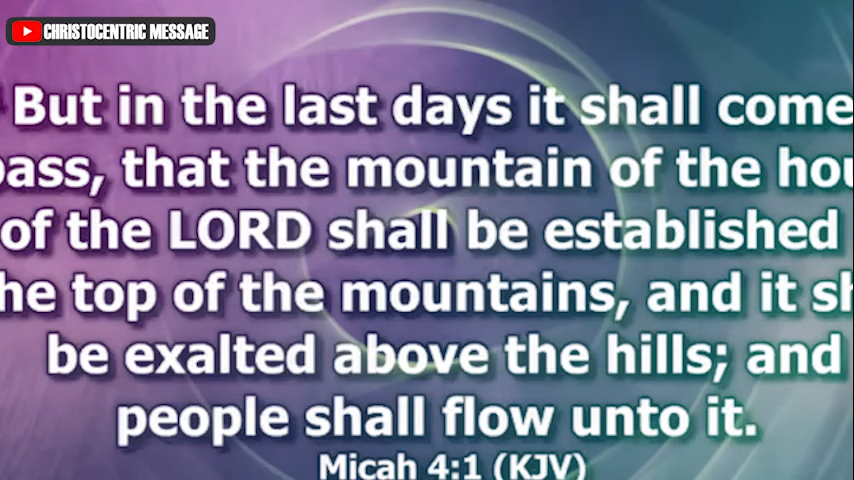 CHRISTOCENTRIC MESSAGE
But in the last days it shall come
pass, that the mountain of the hou
of the LORD shall be established
he top of the mountains, and it sh
be exalted above the hills; and
people shall flow unto it.
Micah 4:1 (KJV)